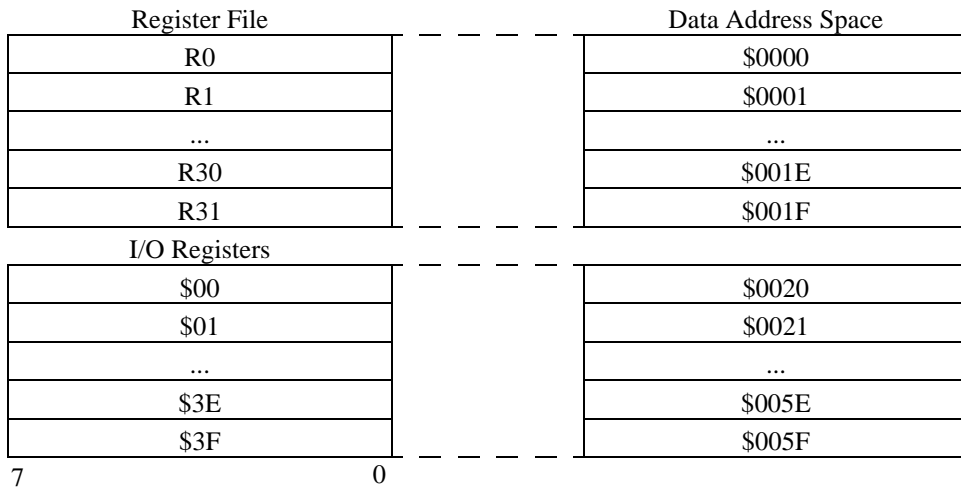 Register File Data Address Space
R0 $0000
R1 $0001
... ...
R30 $001E
R31 $001F
I/O Registers
$00 $0020
$01 $0021
... ...
$3E $005E
$3F $005F
7 0